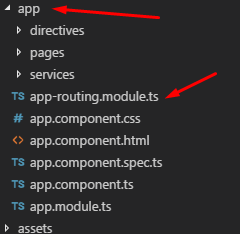 app
directives
pages
services
TS app-routing.module.ts
# app.component.css
<> app.component.html
TS app.component.spec.ts
TS app.component.ts
TS app.module.ts
assets